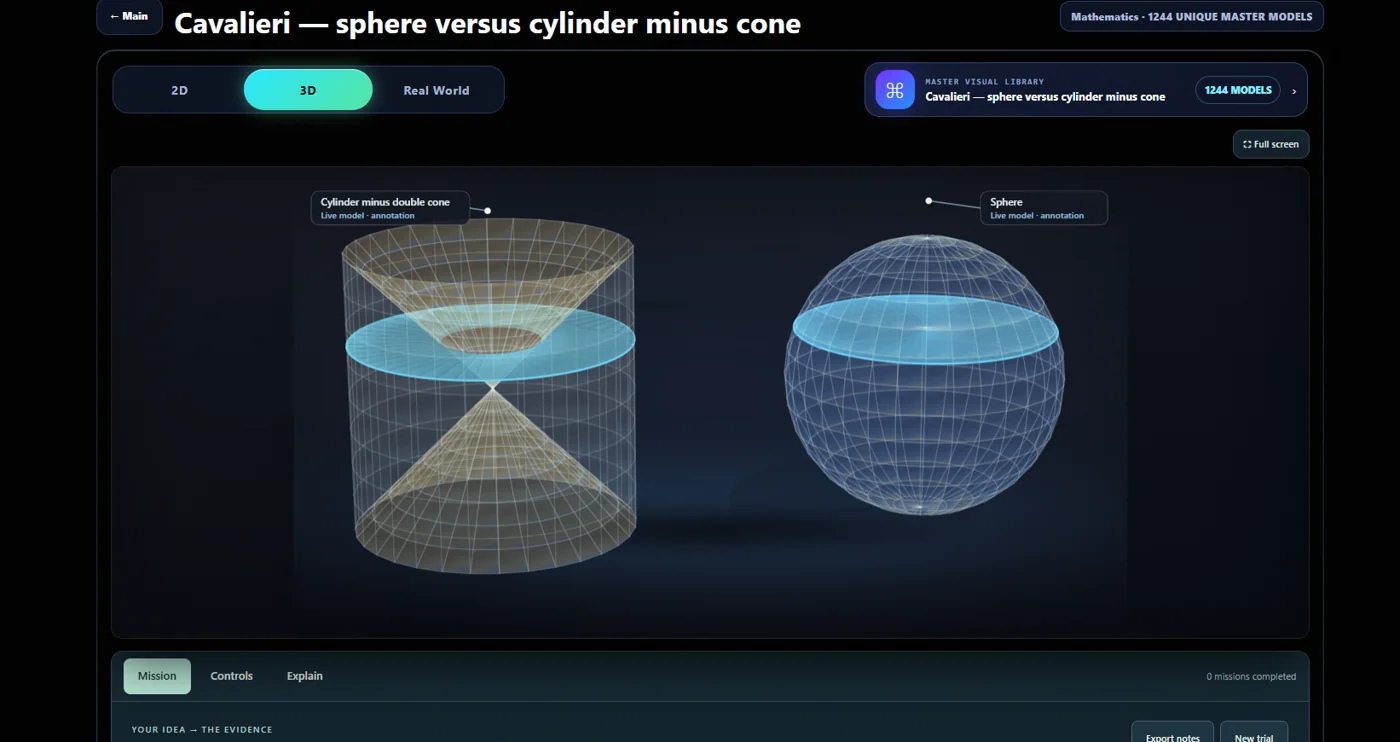 ← Main
Cavalieri — sphere versus cylinder minus cone
Mathematics · 1244 UNIQUE MASTER MODELS
2D
3D
Real World
⌘
MASTER VISUAL LIBRARY
Cavalieri — sphere versus cylinder minus cone
1244 MODELS
›
⛶ Full screen
Cylinder minus double cone
Live model · annotation
Sphere
Live model · annotation
Mission
Controls
Explain
0 missions completed
YOUR IDEA → THE EVIDENCE
Export notes
New trial